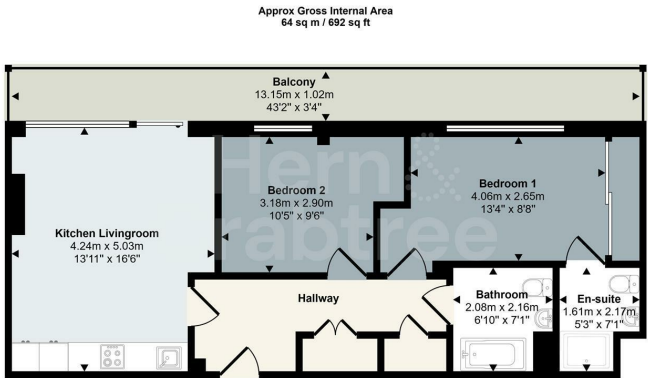 Approx Gross Internal Area
64 sq m / 692 sq ft
Balcony
13.15m x 1.02m
43'2" x 3'4"
Hern &
Crabtree
Kitchen Livingroom
4.24m x 5.03m
13'11" x 16'6"
Bedroom 2
3.18m x 2.90m
10'5" x 9'6"
Bedroom 1
4.06m x 2.65m
13'4" x 8'8"
Hallway
Bathroom
2.08m x 2.16m
6'10" x 7'1"
En-suite
1.61m x 2.17m
5'3" x 7'1"